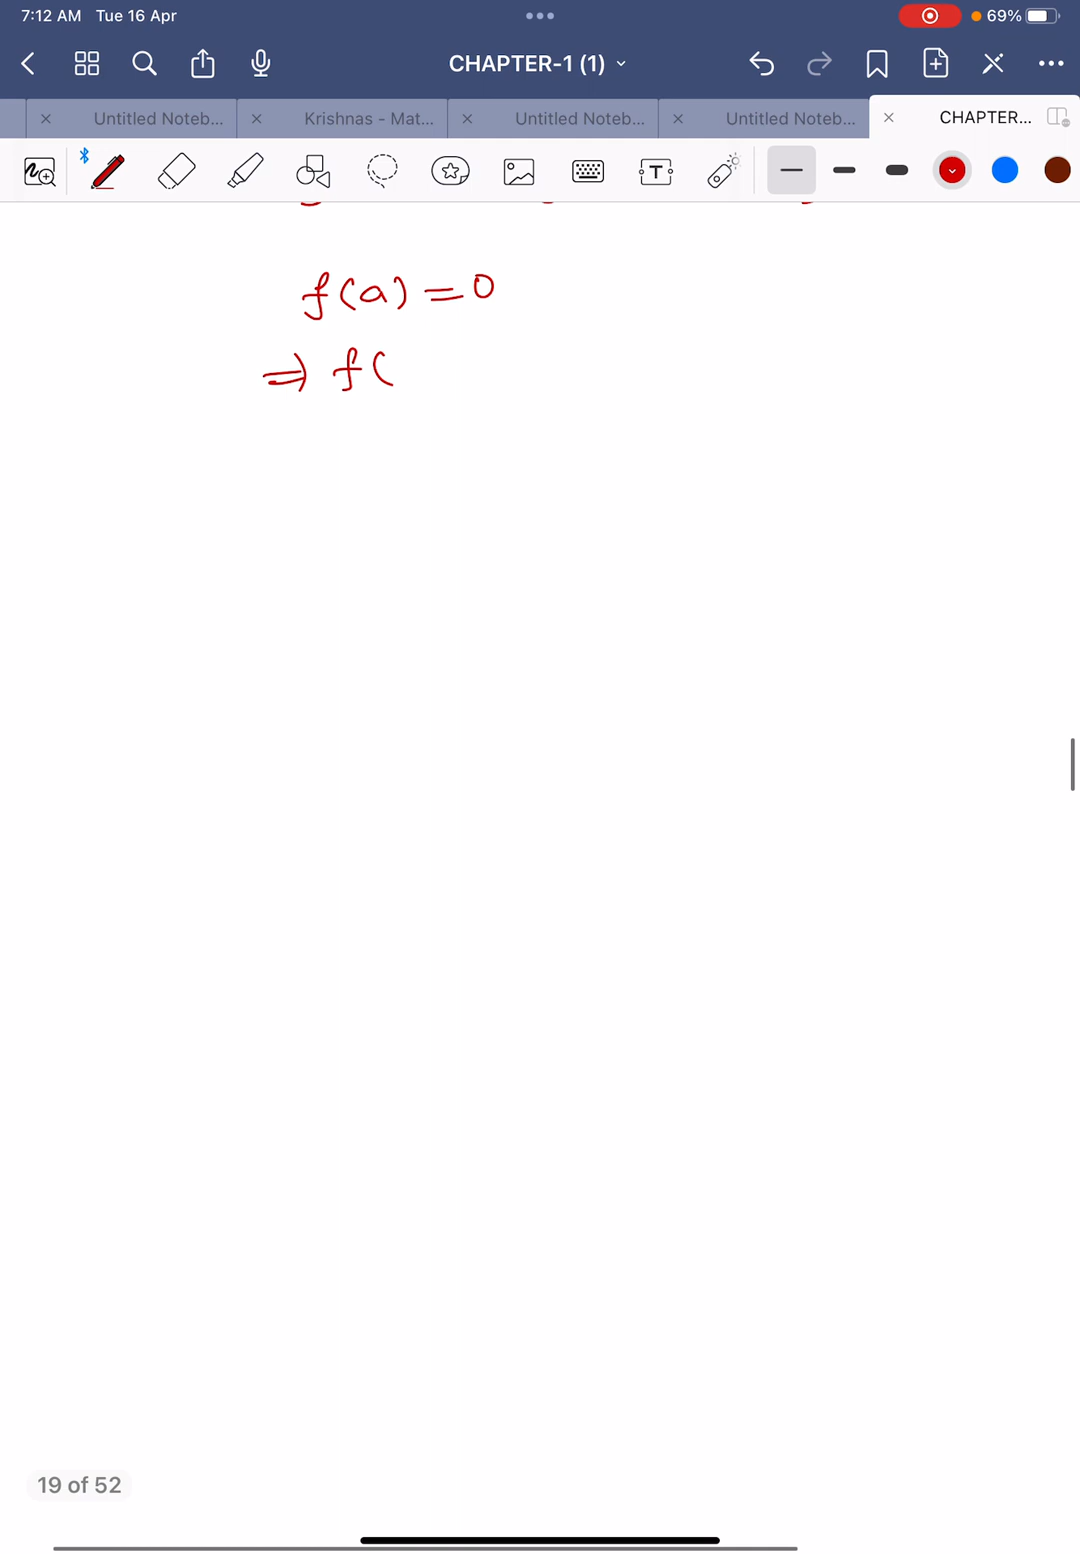 7:12 AM Tue 16 Apr
69%
CHAPTER-1 (1)
Untitled Noteb... Krishnas - Mat... Untitled Noteb... Untitled Noteb... CHAPTER...
T
f(a) = 0
⇒ f(
19 of 52